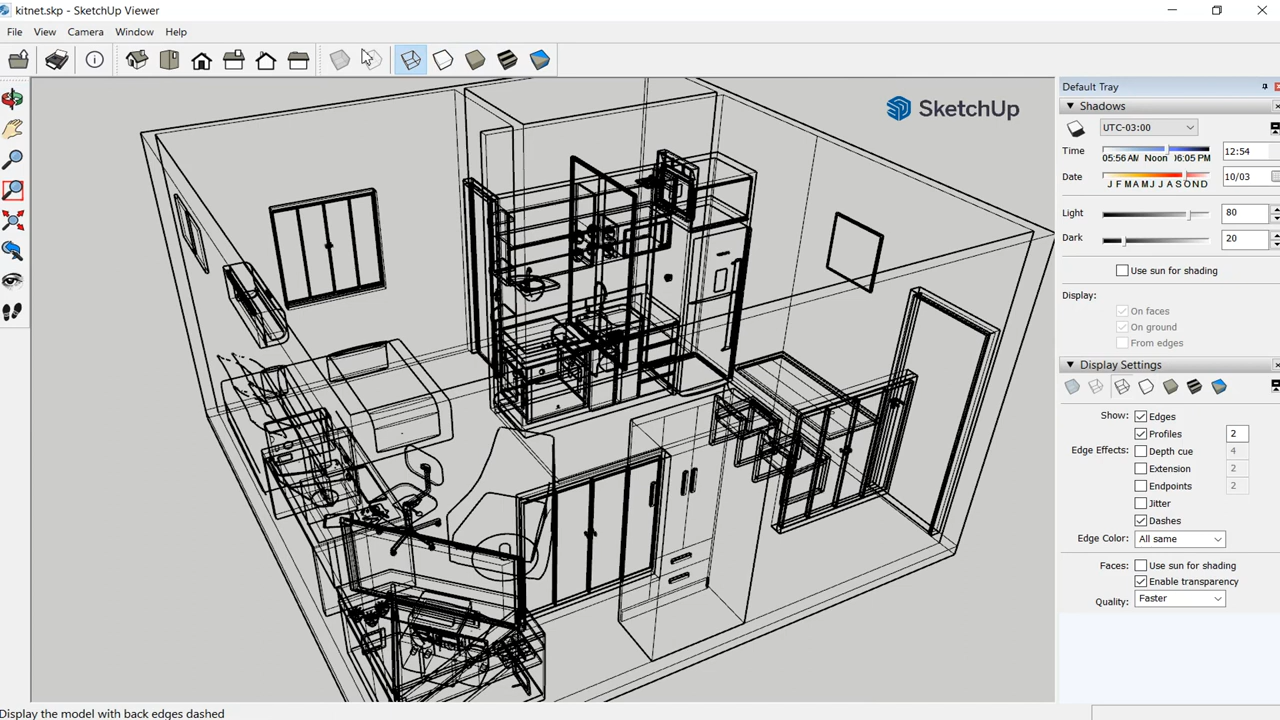 kitnet.skp - SketchUp Viewer
File View Camera Window Help
SketchUp
Default Tray
Shadows
UTC-03:00
Time 05:56 AM Noon 06:05 PM 12:54
Date J F M A M J J A S O N D 10/03
Light 80
Dark 20
Use sun for shading
Display:
On faces
On ground
From edges
Display Settings
Show: Edges
Profiles 2
Edge Effects: Depth cue 4
Extension 2
Endpoints 2
Jitter
Dashes
Edge Color: All same
Faces: Use sun for shading
Enable transparency
Quality: Faster
Display the model with back edges dashed